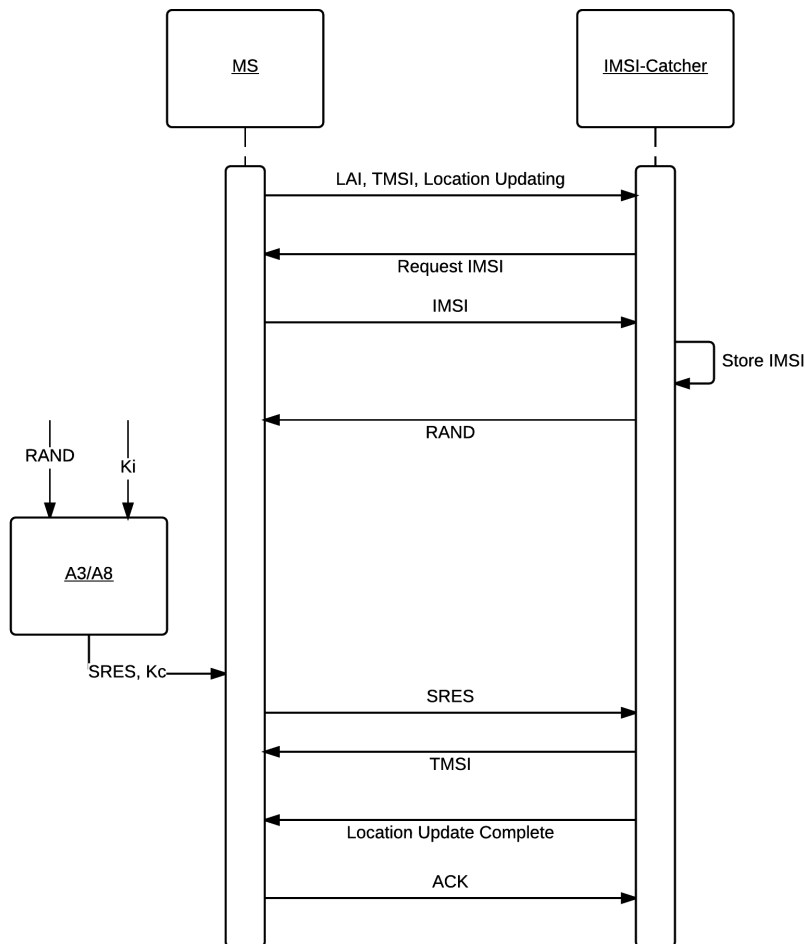 MS
IMSI-Catcher
LAI, TMSI, Location Updating
Request IMSI
IMSI
Store IMSI
RAND
RAND
Ki
A3/A8
SRES, Kc
SRES
TMSI
Location Update Complete
ACK